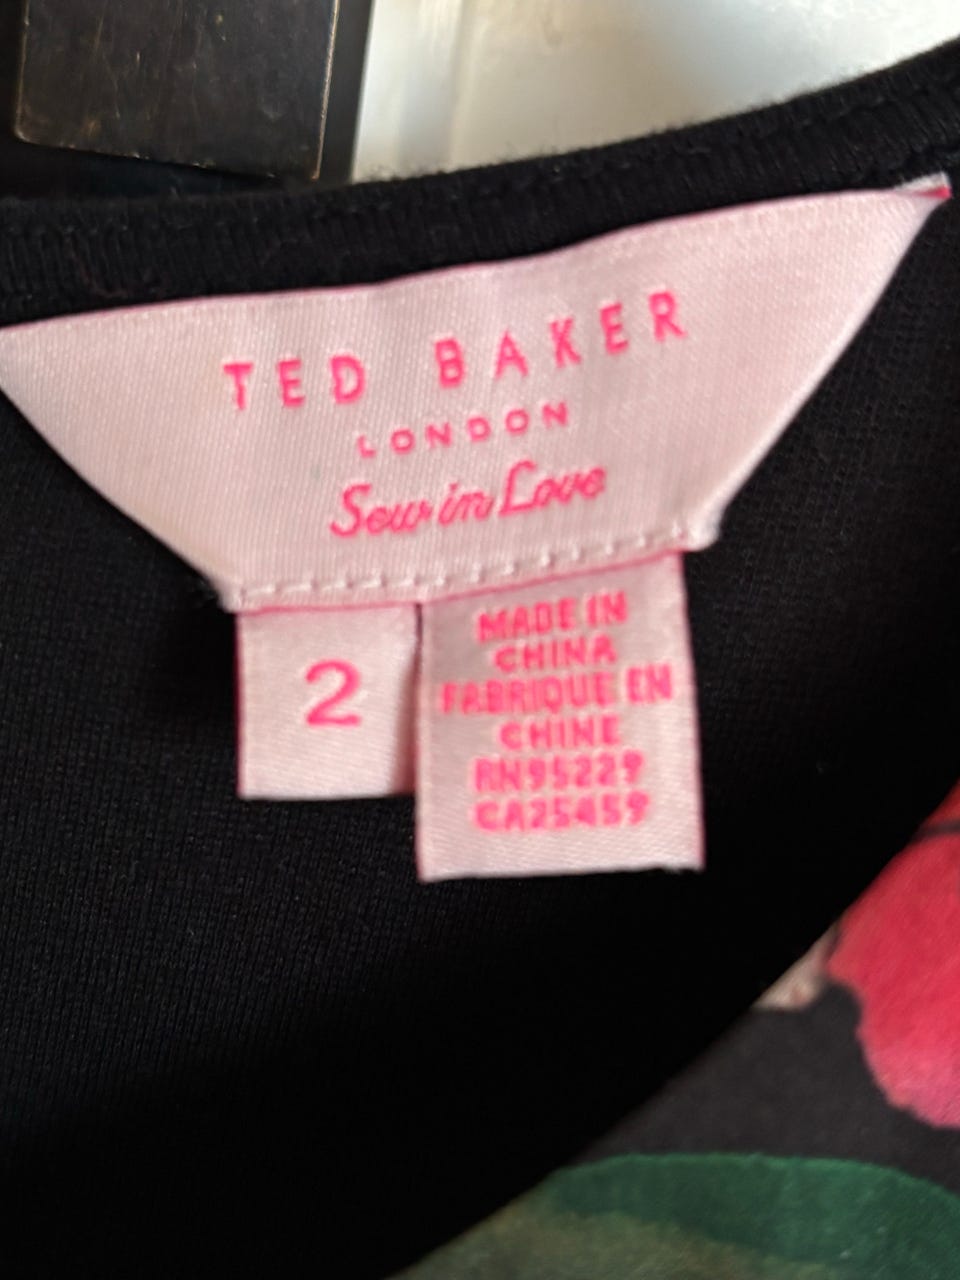 TED BAKER
LONDON
Sew in Love
2
MADE IN
CHINA
FABRIQUE EN
CHINE
RN95229
CA25459